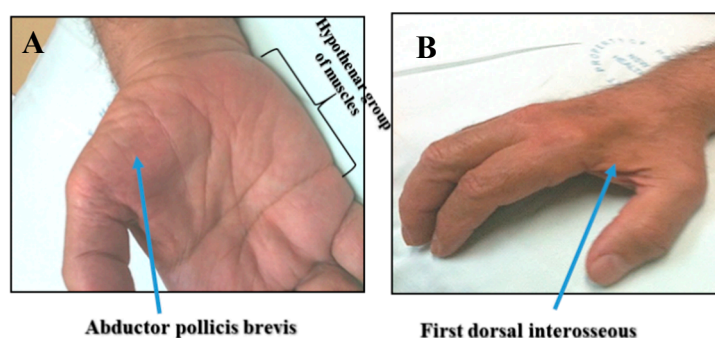 A
Hypothenar group
of muscles
B
Abductor pollicis brevis
First dorsal interosseous